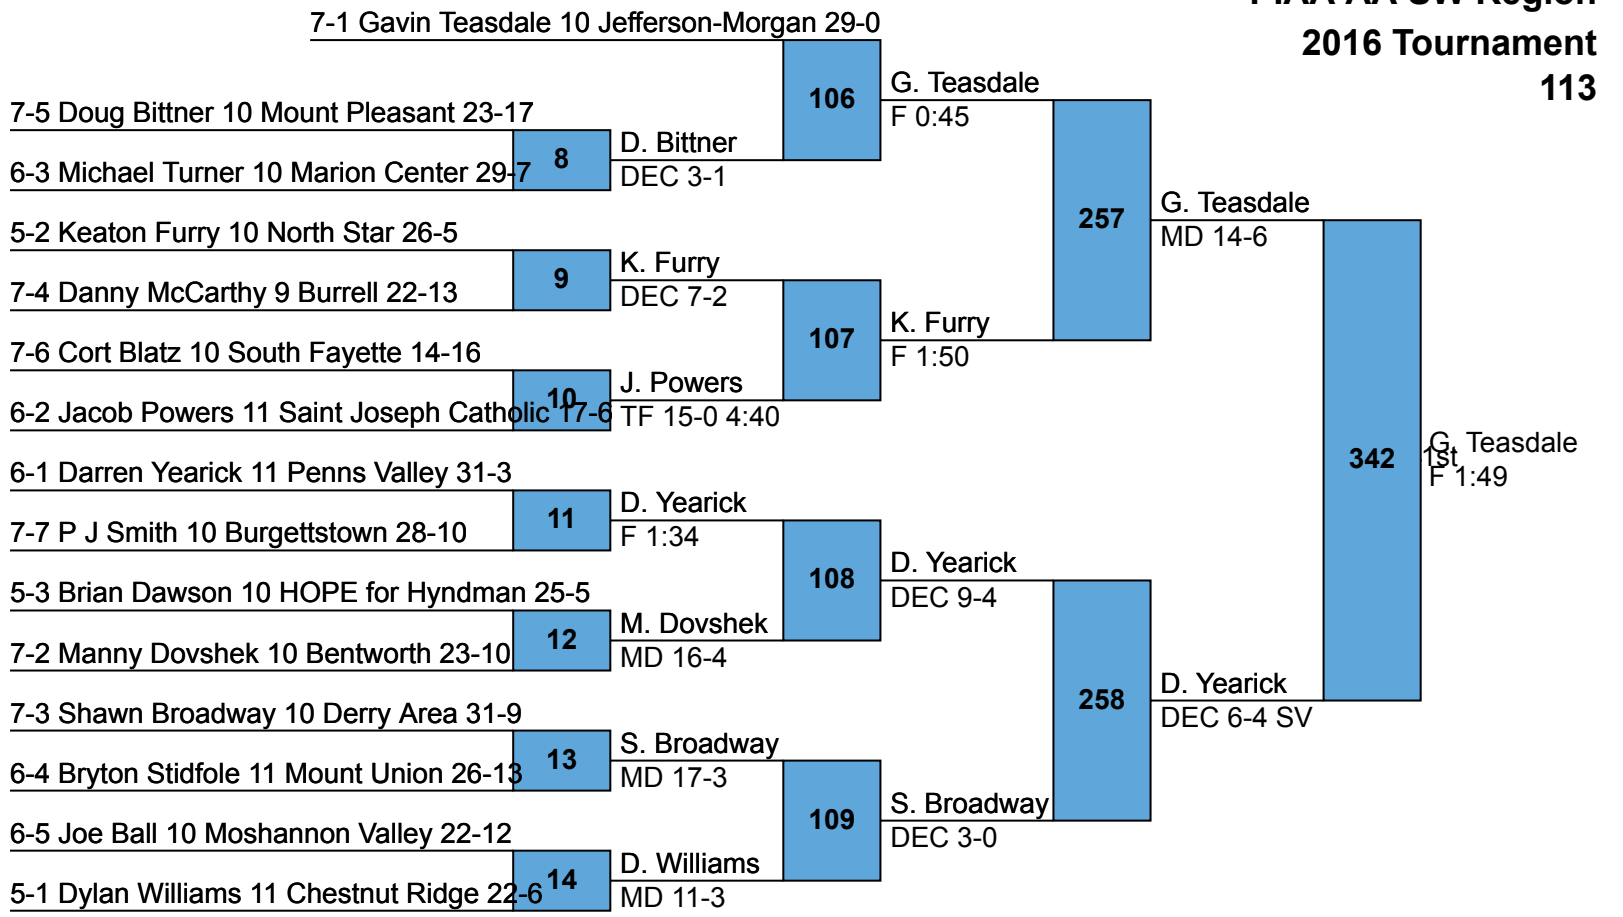 7-1 Gavin Teasdale 10 Jefferson-Morgan 29-0
2016 Tournament
113
106
G. Teasdale
F 0:45
7-5 Doug Bittner 10 Mount Pleasant 23-17
8
D. Bittner
DEC 3-1
6-3 Michael Turner 10 Marion Center 29-7
257
G. Teasdale
MD 14-6
5-2 Keaton Furry 10 North Star 26-5
9
K. Furry
DEC 7-2
7-4 Danny McCarthy 9 Burrell 22-13
107
K. Furry
F 1:50
7-6 Cort Blatz 10 South Fayette 14-16
10
J. Powers
TF 15-0 4:40
6-2 Jacob Powers 11 Saint Joseph Catholic 17-6
342
1st
G. Teasdale
F 1:49
6-1 Darren Yearick 11 Penns Valley 31-3
11
D. Yearick
F 1:34
7-7 P J Smith 10 Burgettstown 28-10
108
D. Yearick
DEC 9-4
5-3 Brian Dawson 10 HOPE for Hyndman 25-5
12
M. Dovshek
MD 16-4
7-2 Manny Dovshek 10 Bentworth 23-10
258
D. Yearick
DEC 6-4 SV
7-3 Shawn Broadway 10 Derry Area 31-9
13
S. Broadway
MD 17-3
6-4 Bryton Stidfole 11 Mount Union 26-13
109
S. Broadway
DEC 3-0
6-5 Joe Ball 10 Moshannon Valley 22-12
14
D. Williams
MD 11-3
5-1 Dylan Williams 11 Chestnut Ridge 22-6